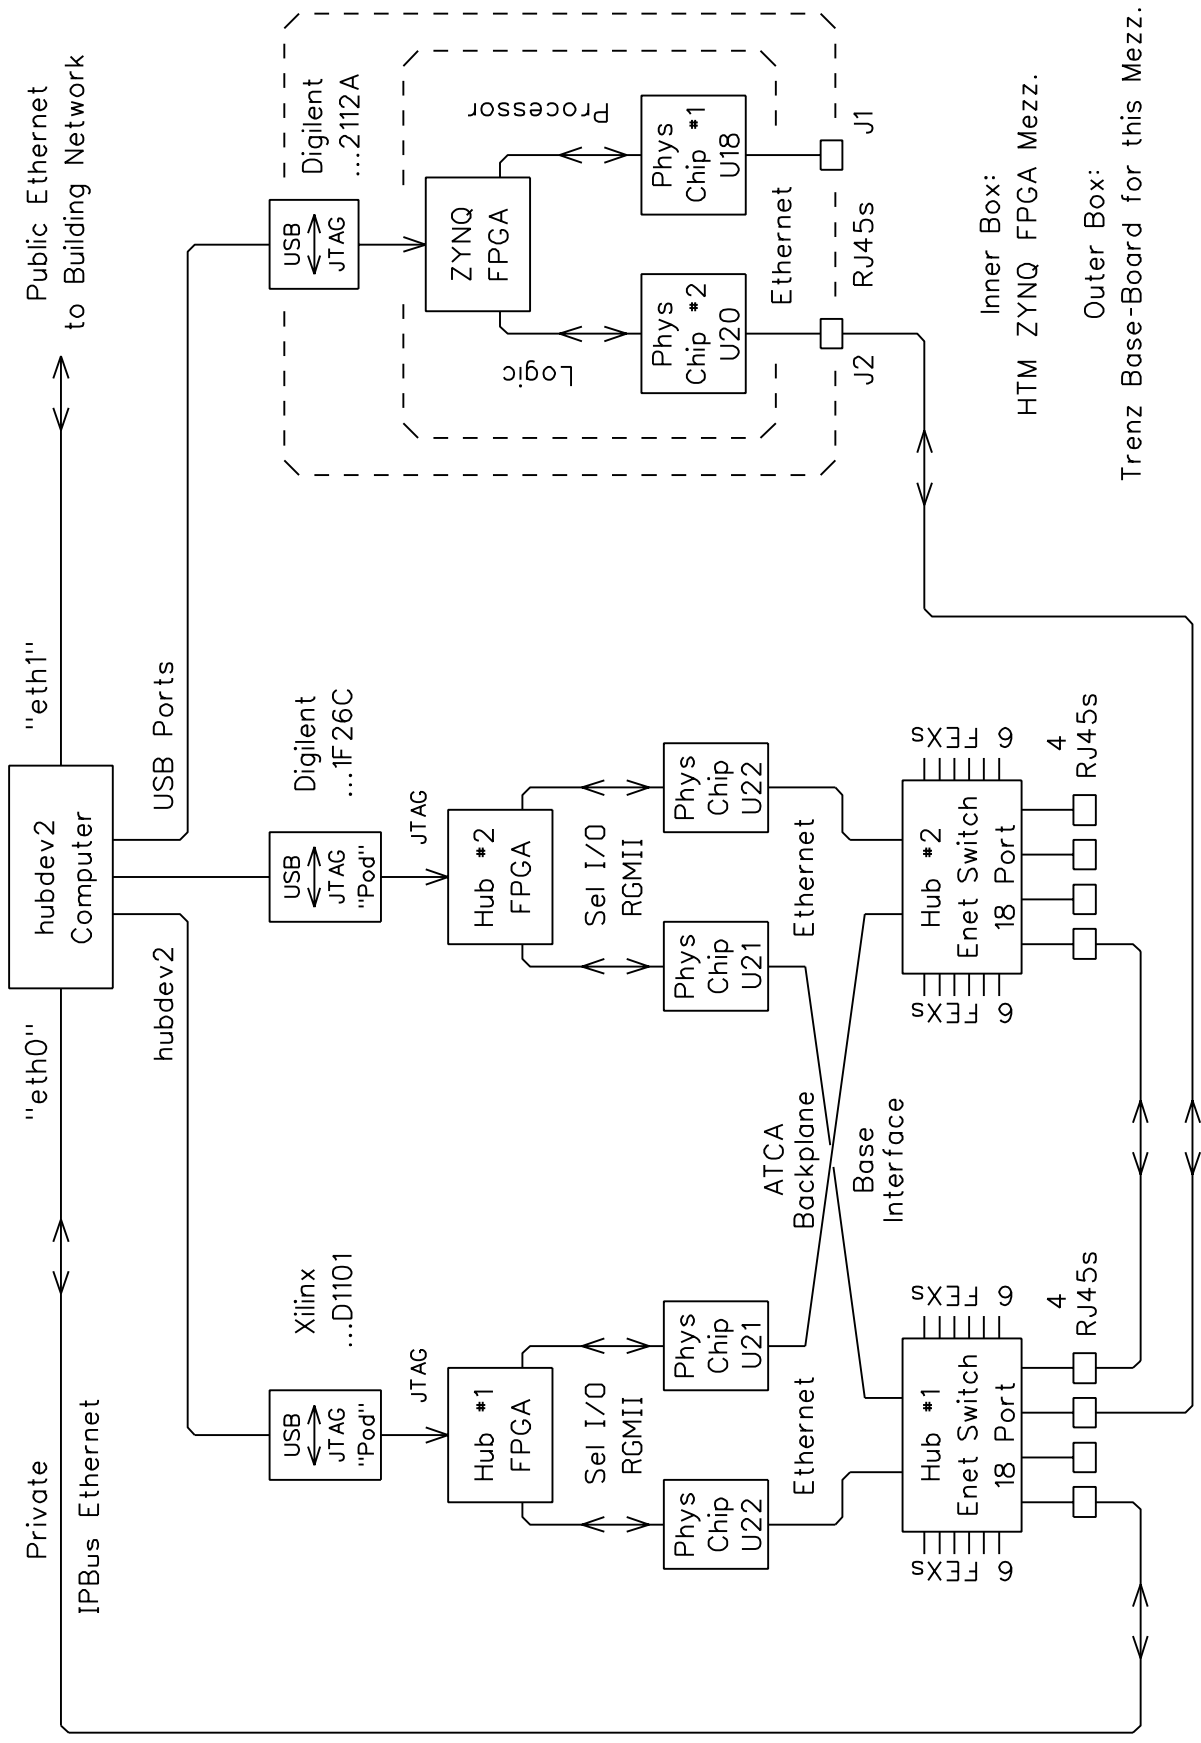 Private
IPBus Ethernet
"eth0"
hubdev2
Computer
"eth1"
Public Ethernet
to Building Network
hubdev2
USB Ports
Xilinx
...D1101
USB
JTAG
"Pod"
JTAG
Digilent
...1F26C
USB
JTAG
"Pod"
JTAG
Digilent
...2112A
USB
JTAG
Hub #1
FPGA
Sel I/O
RGMII
Phys
Chip
U22
Phys
Chip
U21
Ethernet
Hub #2
FPGA
Sel I/O
RGMII
Phys
Chip
U21
Phys
Chip
U22
Ethernet
ATCA
Backplane
Base
Interface
6 FEXs
Hub #1
Enet Switch
18 Port
6 FEXs
4
RJ45s
6 FEXs
Hub #2
Enet Switch
18 Port
6 FEXs
4
RJ45s
ZYNQ
FPGA
Logic
Processor
Phys
Chip #2
U20
Phys
Chip #1
U18
Ethernet
J2
RJ45s
J1
Inner Box:
HTM ZYNQ FPGA Mezz.
Outer Box:
Trenz Base-Board for this Mezz.